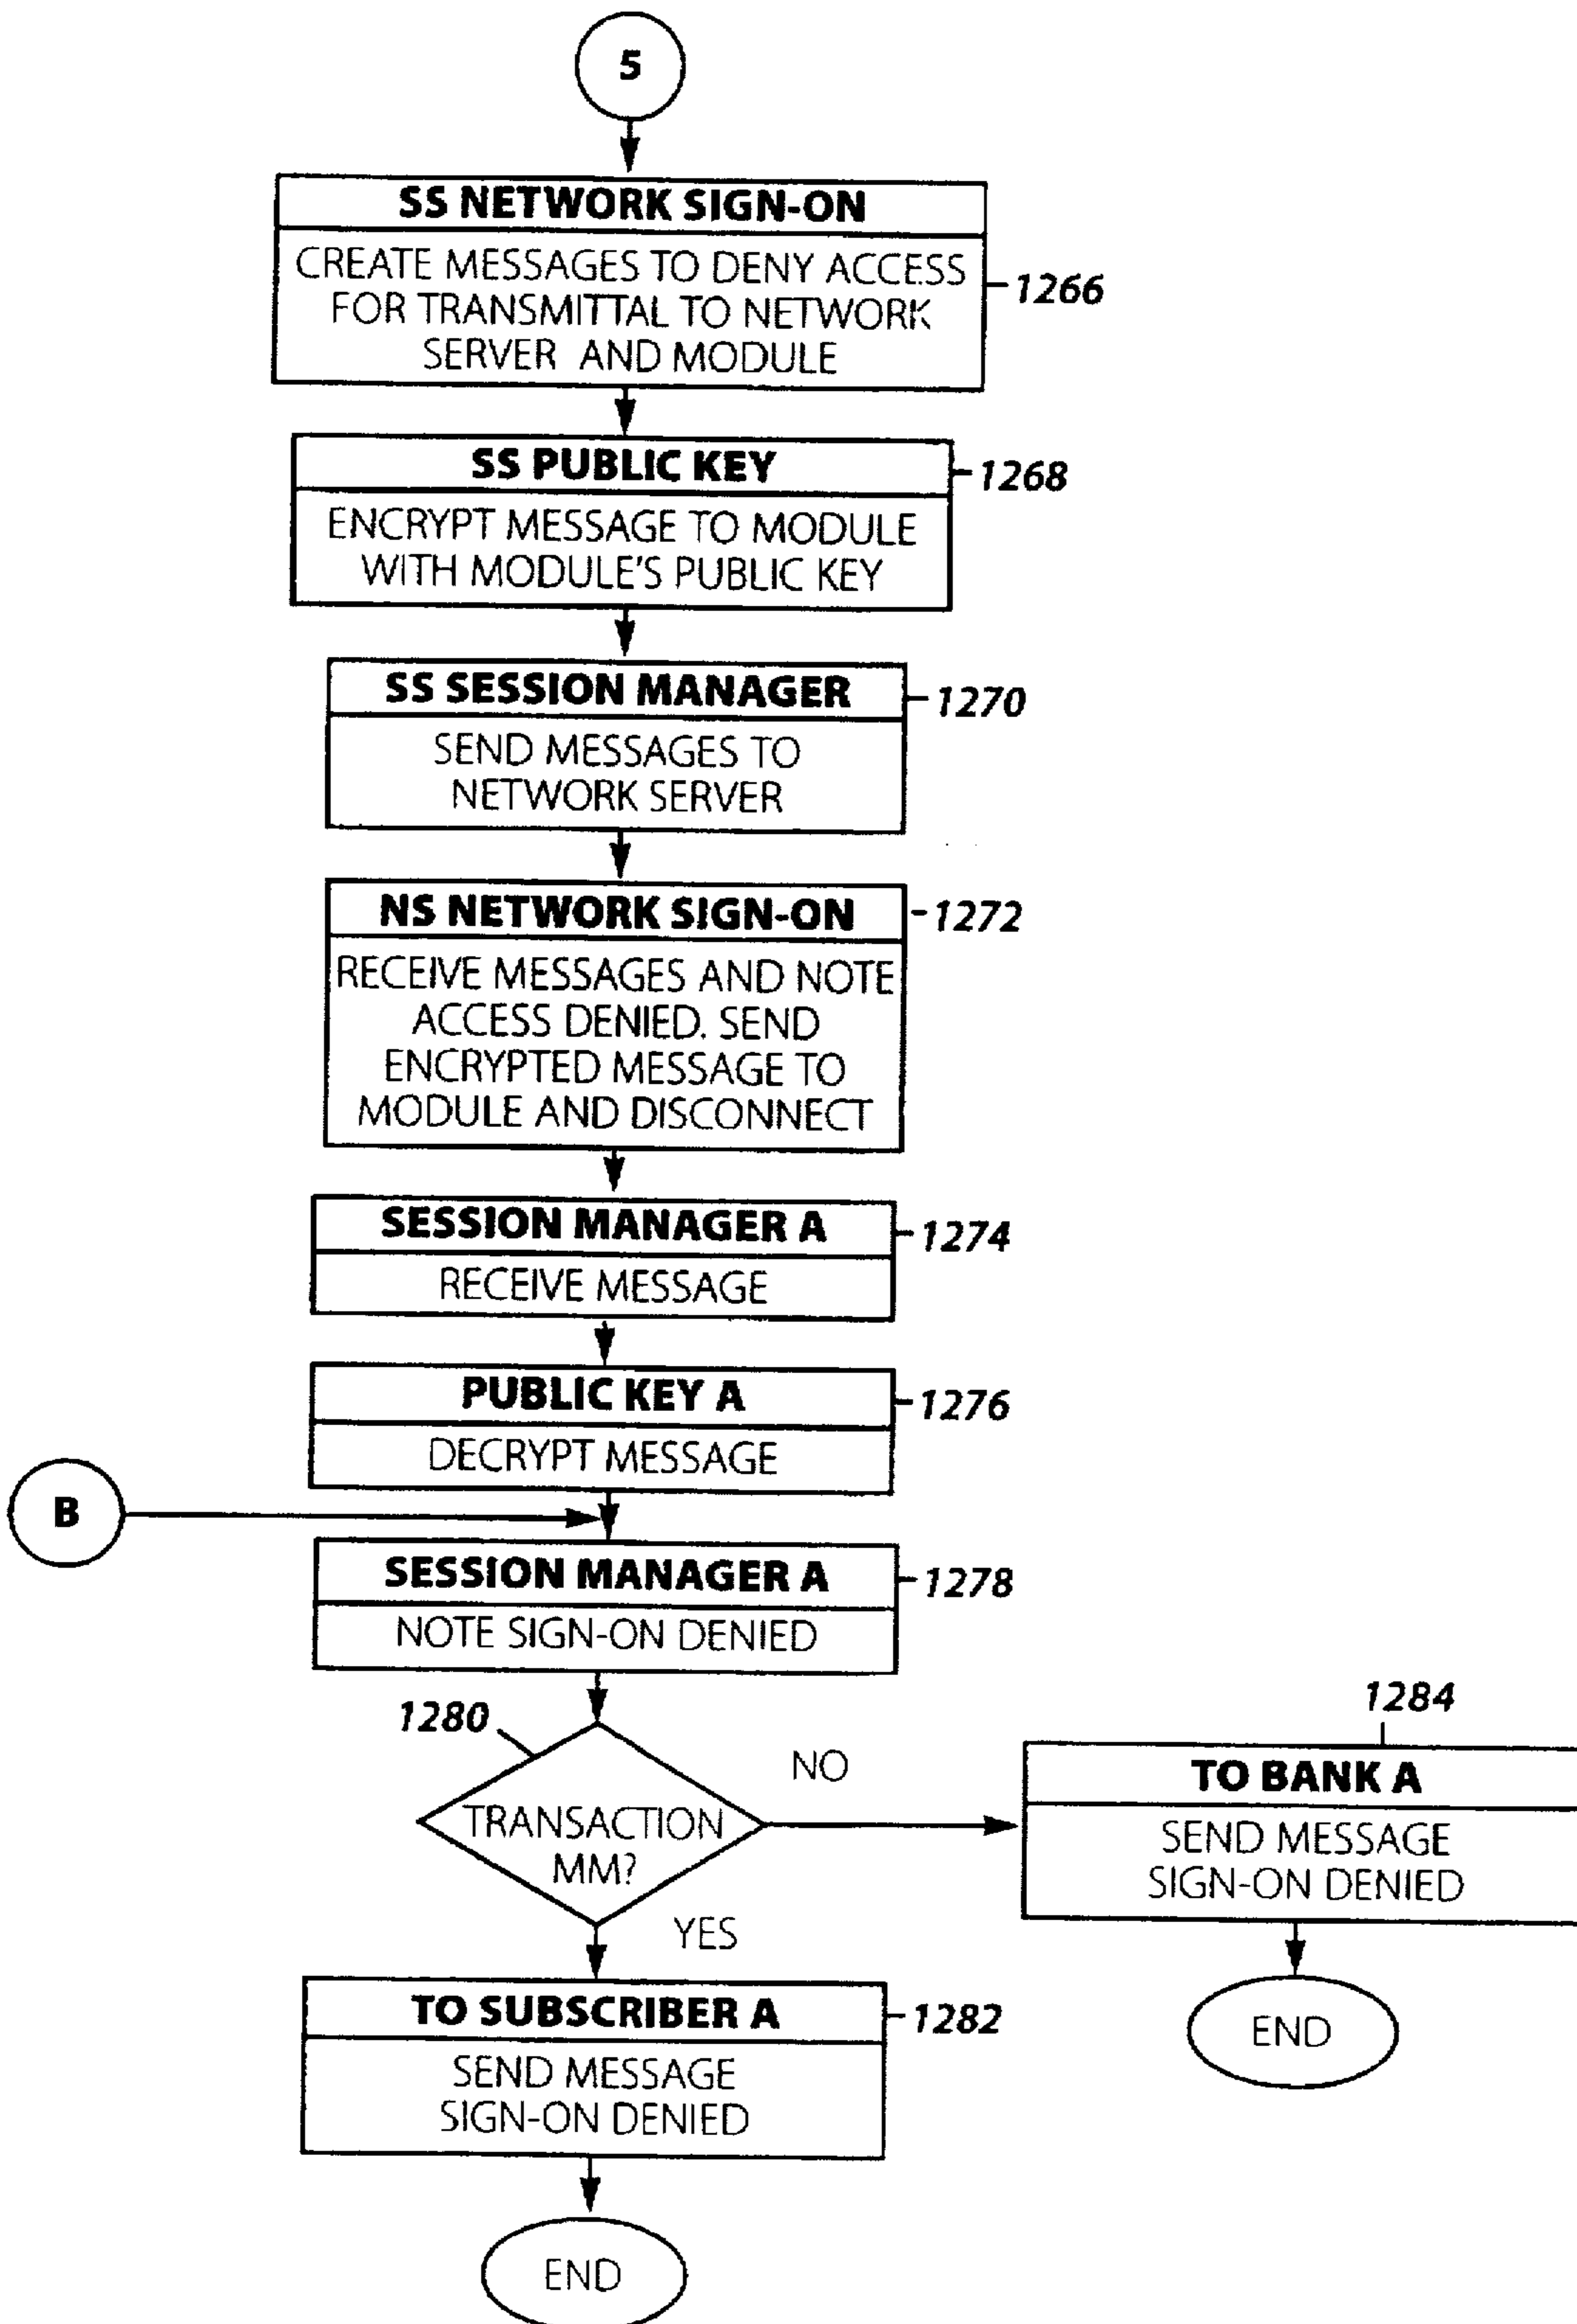 5
SS NETWORK SIGN-ON
CREATE MESSAGES TO DENY ACCESS
FOR TRANSMITTAL TO NETWORK
SERVER AND MODULE
1266
SS PUBLIC KEY
1268
ENCRYPT MESSAGE TO MODULE
WITH MODULE'S PUBLIC KEY
SS SESSION MANAGER
1270
SEND MESSAGES TO
NETWORK SERVER
NS NETWORK SIGN-ON
1272
RECEIVE MESSAGES AND NOTE
ACCESS DENIED. SEND
ENCRYPTED MESSAGE TO
MODULE AND DISCONNECT
SESSION MANAGER A
1274
RECEIVE MESSAGE
PUBLIC KEY A
1276
DECRYPT MESSAGE
B
SESSION MANAGER A
1278
NOTE SIGN-ON DENIED
1280
TRANSACTION
MM?
NO
YES
1284
TO BANK A
SEND MESSAGE
SIGN-ON DENIED
END
TO SUBSCRIBER A
1282
SEND MESSAGE
SIGN-ON DENIED
END